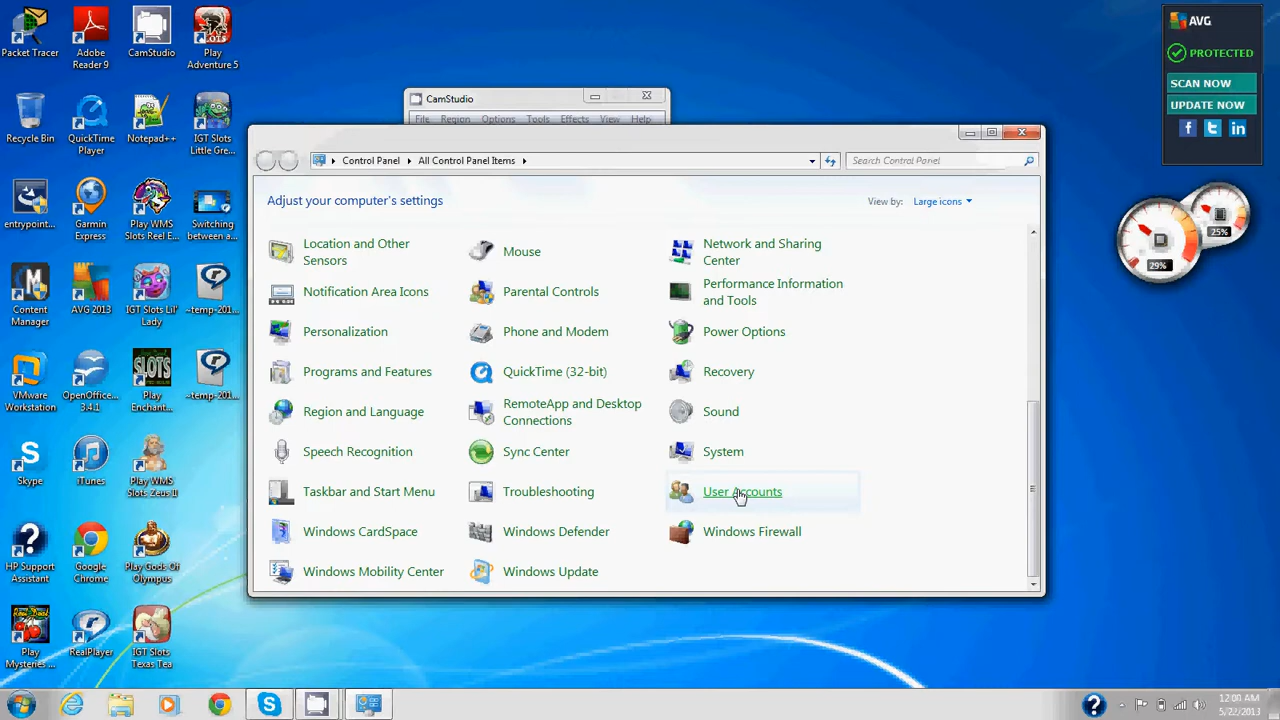 Packet Tracer
Adobe
Reader 9
CamStudio
Play
Adventure 5
Recycle Bin
QuickTime
Player
Notepad++
IGT Slots
Little Gre...
entrypoint...
Garmin
Express
Play WMS
Slots Reel E...
Switching
between a...
Content
Manager
AVG 2013
IGT Slots Lil'
Lady
~temp-201...
VMware
Workstation
OpenOffice...
3.4.1
Play
Enchant...
~temp-201...
Skype
iTunes
Play WMS
Slots Zeus II
HP Support
Assistant
Google
Chrome
Play Gods Of
Olympus
Play
Mysteries ...
RealPlayer
IGT Slots
Texas Tea
CamStudio
File Region Options Tools Effects View Help
Control Panel All Control Panel Items
Search Control Panel
Adjust your computer's settings
View by: Large icons
Location and Other
Sensors
Mouse
Network and Sharing
Center
Notification Area Icons
Parental Controls
Performance Information
and Tools
Personalization
Phone and Modem
Power Options
Programs and Features
QuickTime (32-bit)
Recovery
Region and Language
RemoteApp and Desktop
Connections
Sound
Speech Recognition
Sync Center
System
Taskbar and Start Menu
Troubleshooting
User Accounts
Windows CardSpace
Windows Defender
Windows Firewall
Windows Mobility Center
Windows Update
AVG
PROTECTED
SCAN NOW
UPDATE NOW
25%
29%
12:00 AM
5/22/2013